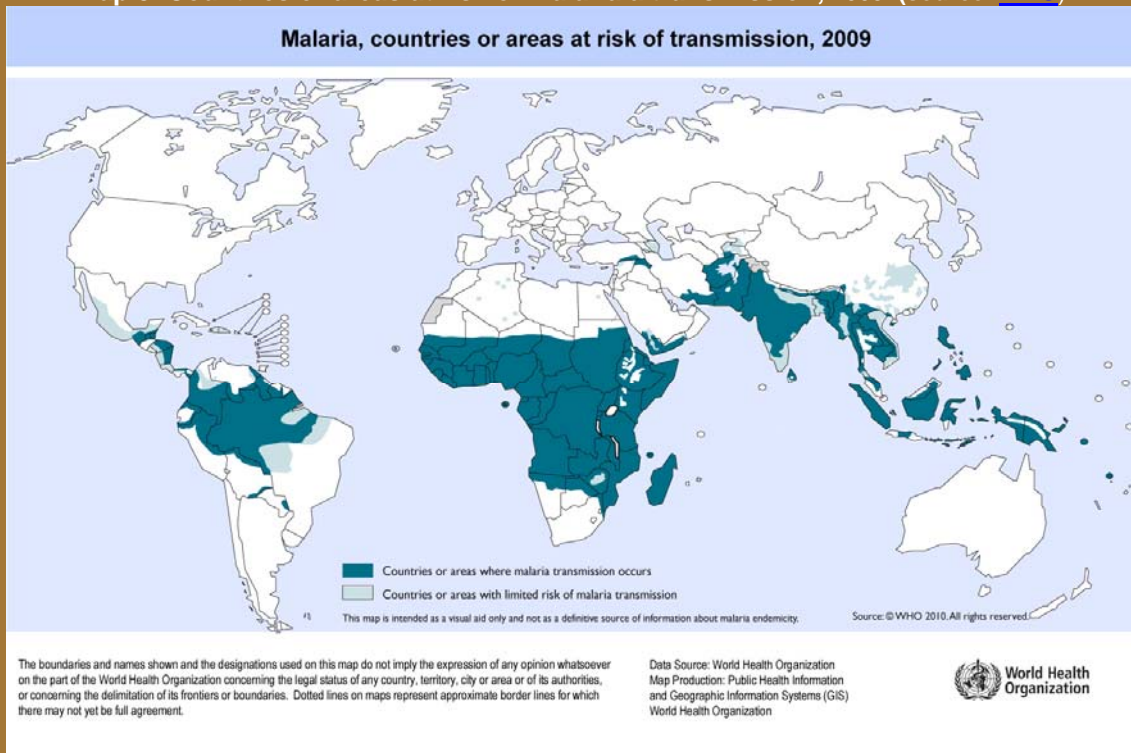 Malaria, countries or areas at risk of transmission, 2009
Countries or areas where malaria transmission occurs
Countries or areas with limited risk of malaria transmission
This map is intended as a visual aid only and not as a definitive source of information about malaria endemicity.
Source: © WHO 2010. All rights reserved.
The boundaries and names shown and the designations used on this map do not imply the expression of any opinion whatsoever
on the part of the World Health Organization concerning the legal status of any country, territory, city or area or of its authorities,
or concerning the delimitation of its frontiers or boundaries. Dotted lines on maps represent approximate border lines for which
there may not yet be full agreement.
Data Source: World Health Organization
Map Production: Public Health Information
and Geographic Information Systems (GIS)
World Health Organization
World Health
Organization